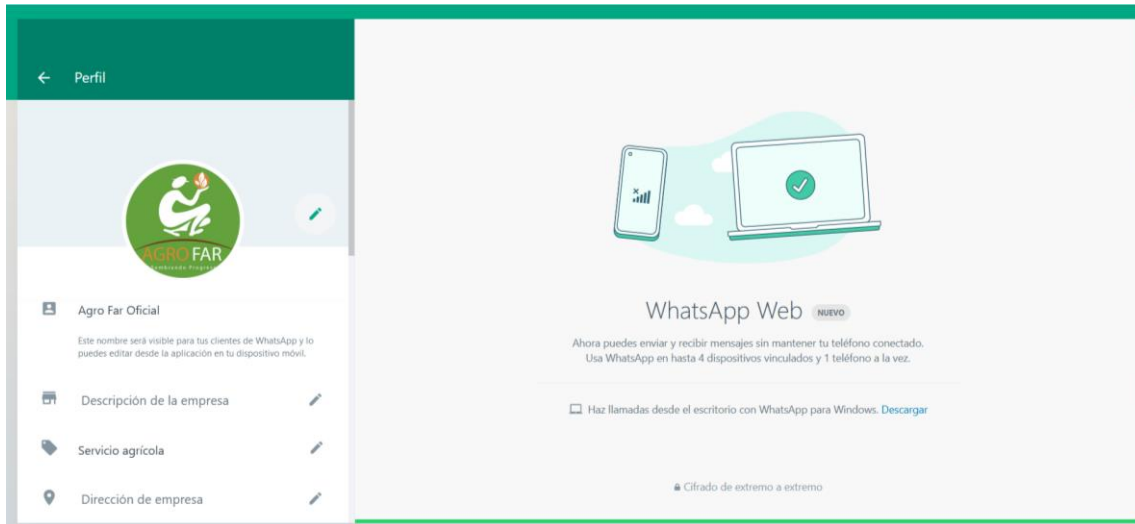 Perfil
AGRO FAR
Sembrando Progreso
Agro Far Oficial
Este nombre será visible para tus clientes de WhatsApp y lo
puedes editar desde la aplicación en tu dispositivo móvil.
Descripción de la empresa
Servicio agrícola
Dirección de empresa
WhatsApp Web NUEVO
Ahora puedes enviar y recibir mensajes sin mantener tu teléfono conectado.
Usa WhatsApp en hasta 4 dispositivos vinculados y 1 teléfono a la vez.
Haz llamadas desde el escritorio con WhatsApp para Windows. Descargar
Cifrado de extremo a extremo